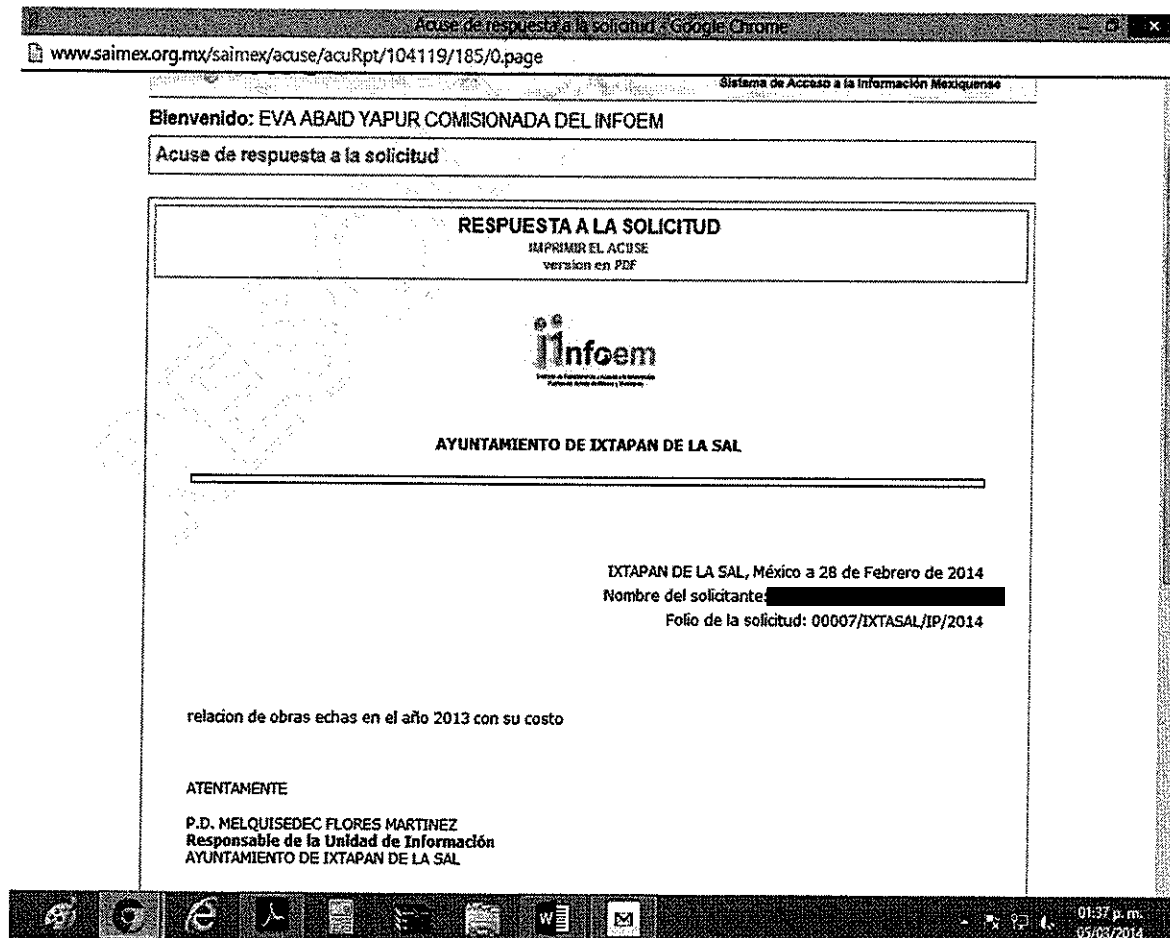 Acuse de respuesta a la solicitud - Google Chrome
www.saimex.org.mx/saimex/acuse/acuRpt/104119/185/0.page
Sistema de Acceso a la Información Mexiquense
Bienvenido: EVA ABAID YAPUR COMISIONADA DEL INFOEM
Acuse de respuesta a la solicitud
RESPUESTA A LA SOLICITUD
IMPRIMIR EL ACUSE
version en PDF
infoem
AYUNTAMIENTO DE IXTAPAN DE LA SAL
IXTAPAN DE LA SAL, México a 28 de Febrero de 2014
Nombre del solicitante:
Folio de la solicitud: 00007/IXTASAL/IP/2014
relacion de obras echas en el año 2013 con su costo
ATENTAMENTE
P.D. MELQUISEDEC FLORES MARTINEZ
Responsable de la Unidad de Información
AYUNTAMIENTO DE IXTAPAN DE LA SAL
01:37 p. m.
05/03/2014